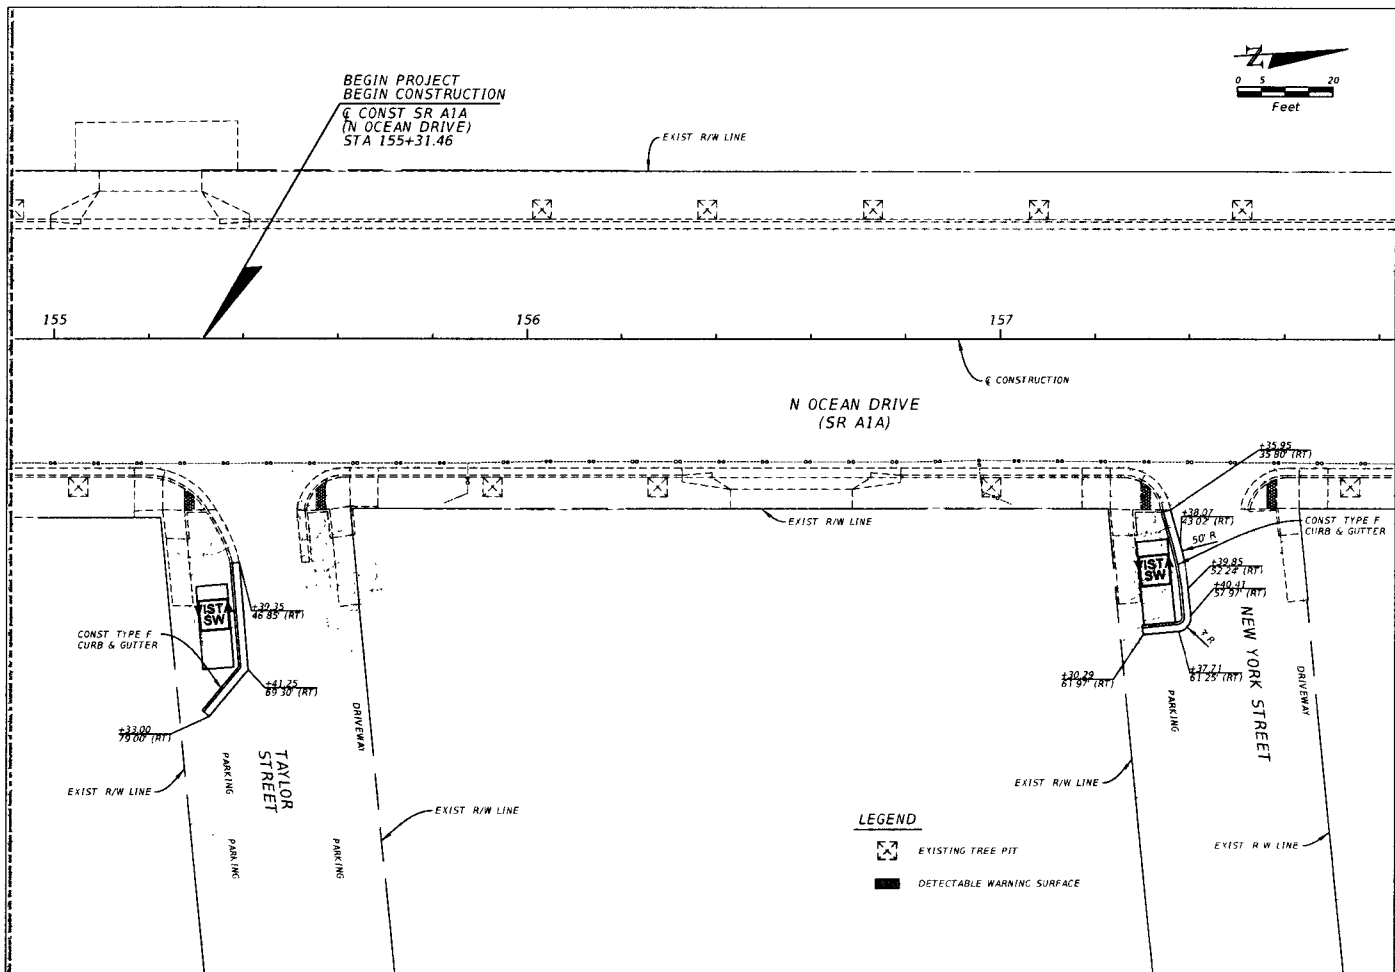 BEGIN PROJECT
BEGIN CONSTRUCTION
℄ CONST SR A1A
(N OCEAN DRIVE)
STA 155+31.46
EXIST R/W LINE
Z
0 5 20
Feet
155
156
157
℄ CONSTRUCTION
N OCEAN DRIVE
(SR A1A)
EXIST R/W LINE
+35.95
35.80' (RT)
+38.07
43.02' (RT)
50' R
CONST TYPE F
CURB & GUTTER
+39.85
52.24' (RT)
+40.41
57.97' (RT)
3' R
+37.71
61.25' (RT)
+30.29
61.97' (RT)
VISTA
SW
VISTA
SW
+39.35
46.85' (RT)
CONST TYPE F
CURB & GUTTER
+41.25
69.30' (RT)
+33.00
79.00' (RT)
DRIVEWAY
TAYLOR
STREET
PARKING
PARKING
PARKING
EXIST R/W LINE
EXIST R/W LINE
PARKING
NEW YORK STREET
DRIVEWAY
EXIST R/W LINE
EXIST R W LINE
LEGEND
EXISTING TREE PIT
DETECTABLE WARNING SURFACE